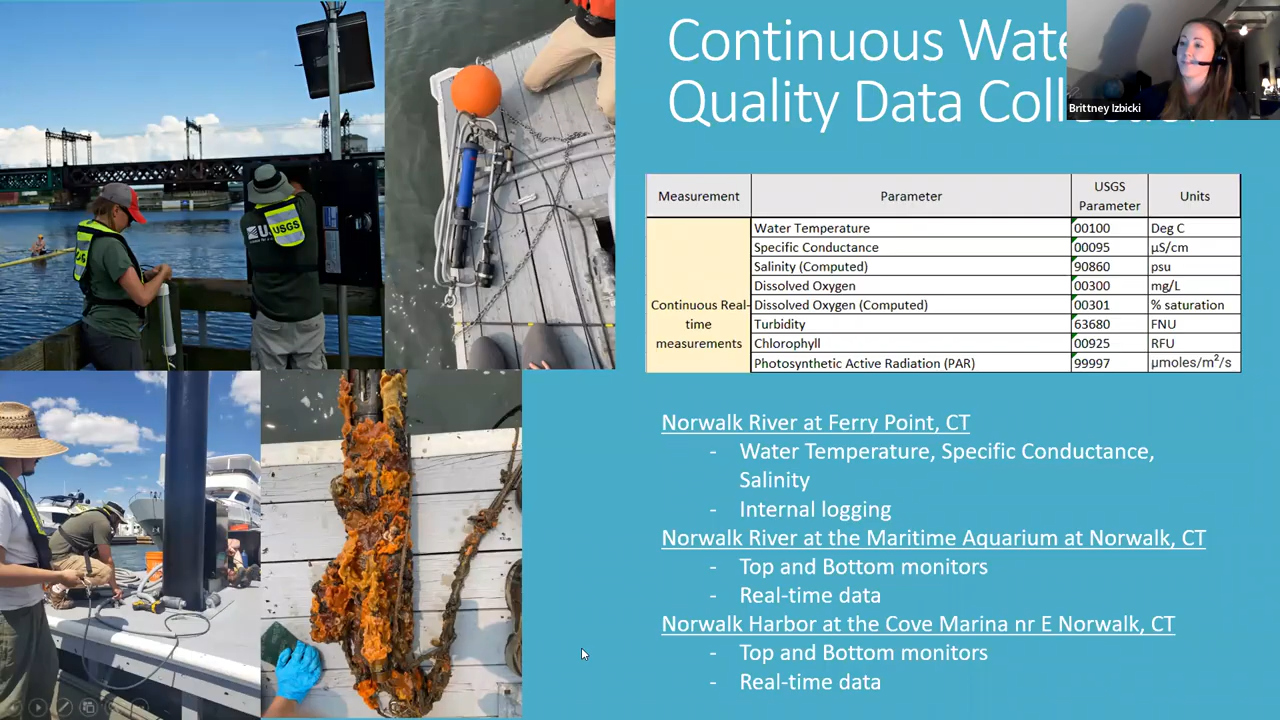 Continuous Wate
Quality Data Coll
Brittney Izbicki
Measurement Parameter USGS Parameter Units
Continuous Real-time measurements
Water Temperature 00100 Deg C
Specific Conductance 00095 µS/cm
Salinity (Computed) 90860 psu
Dissolved Oxygen 00300 mg/L
Dissolved Oxygen (Computed) 00301 % saturation
Turbidity 63680 FNU
Chlorophyll 00925 RFU
Photosynthetic Active Radiation (PAR) 99997 µmoles/m²/s
Norwalk River at Ferry Point, CT
- Water Temperature, Specific Conductance,
Salinity
- Internal logging
Norwalk River at the Maritime Aquarium at Norwalk, CT
- Top and Bottom monitors
- Real-time data
Norwalk Harbor at the Cove Marina nr E Norwalk, CT
- Top and Bottom monitors
- Real-time data
USGS